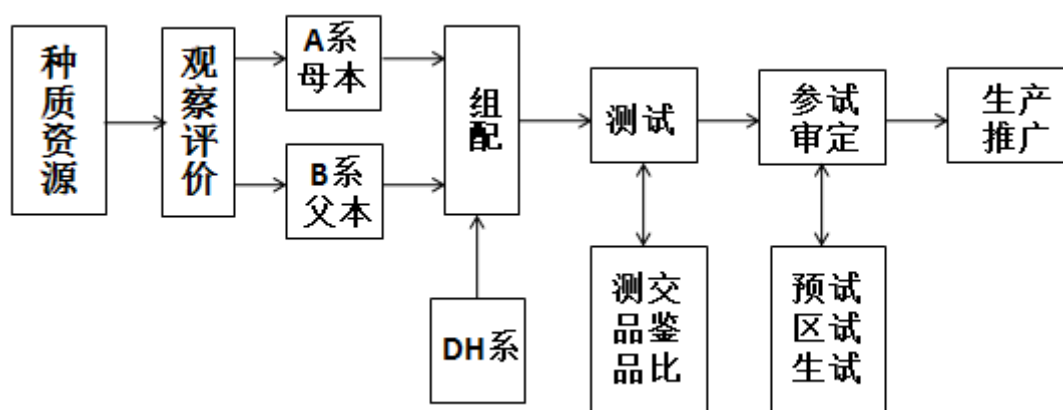 种质资源
观察评价
A系
母本
B系
父本
组配
DH系
测试
测交
品鉴
品比
参试
审定
预试
区试
生试
生产
推广